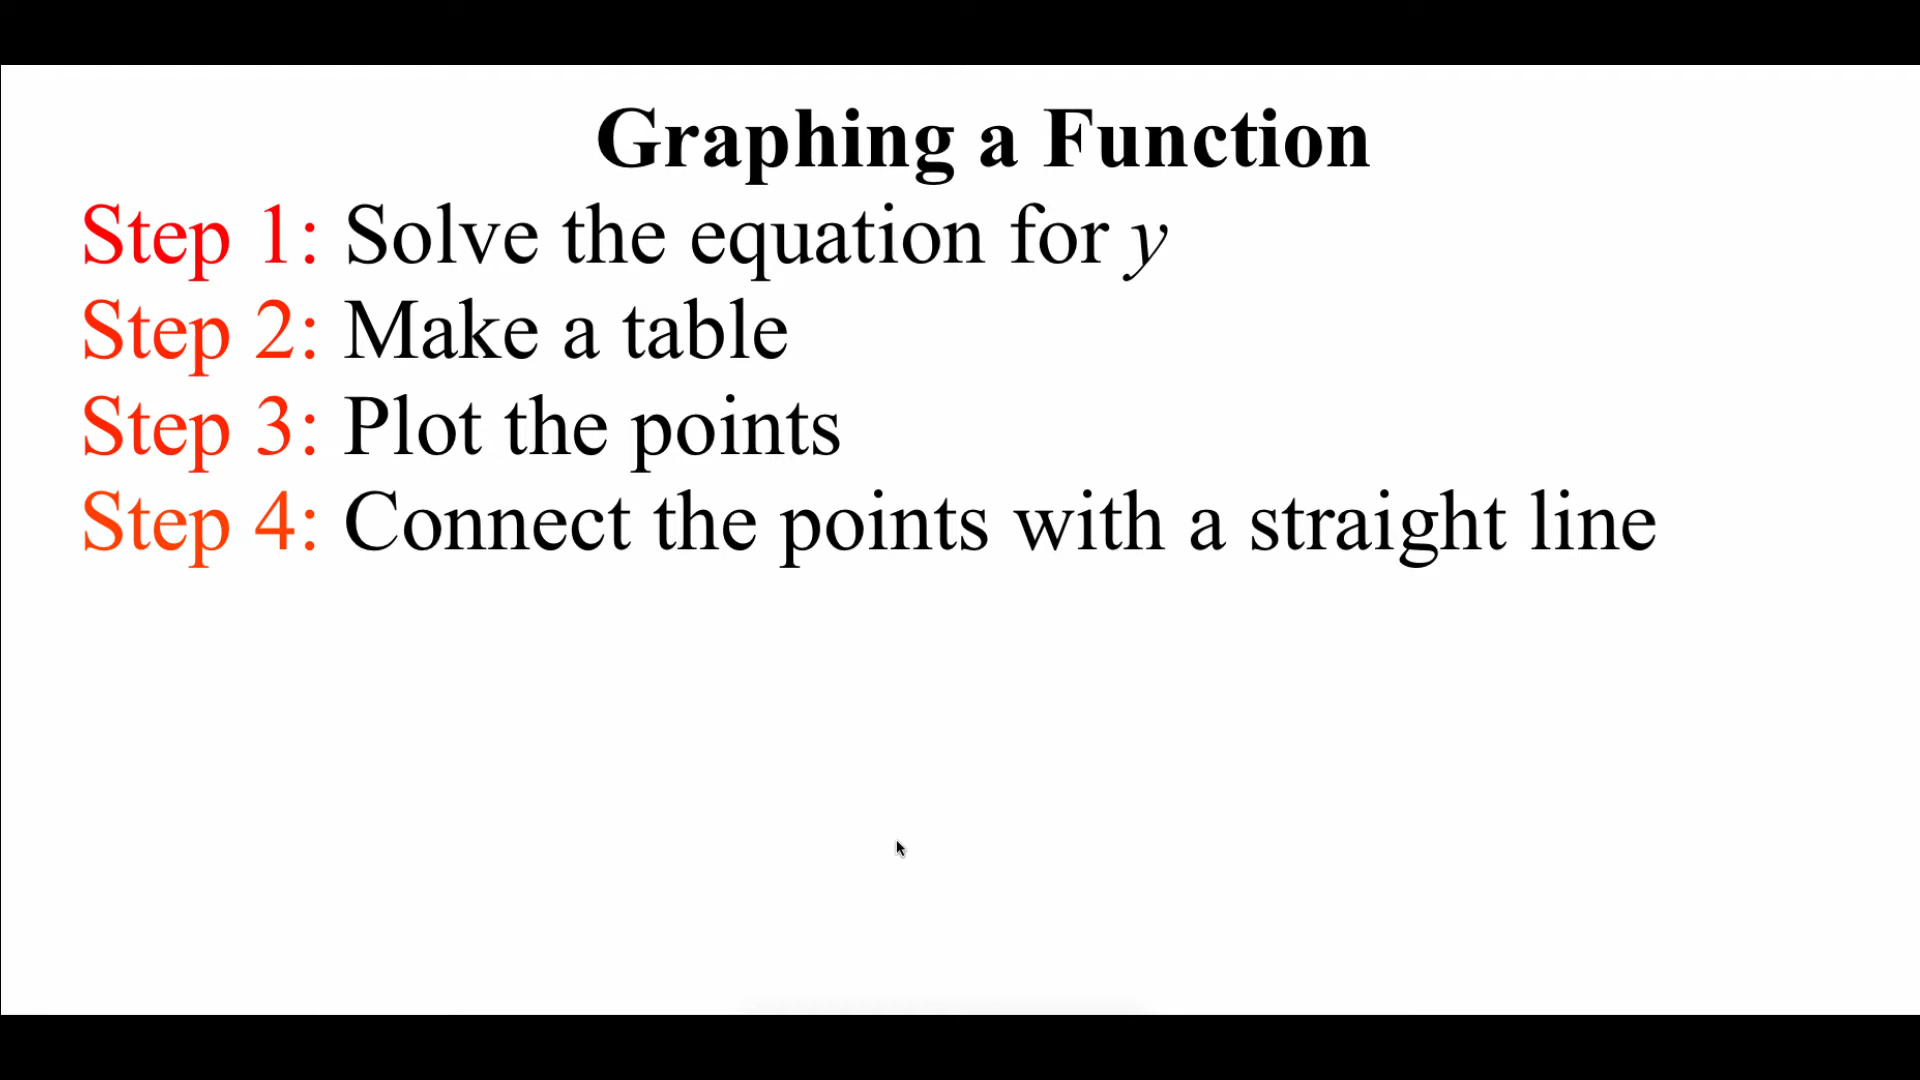 Graphing a Function
Step 1: Solve the equation for y
Step 2: Make a table
Step 3: Plot the points
Step 4: Connect the points with a straight line